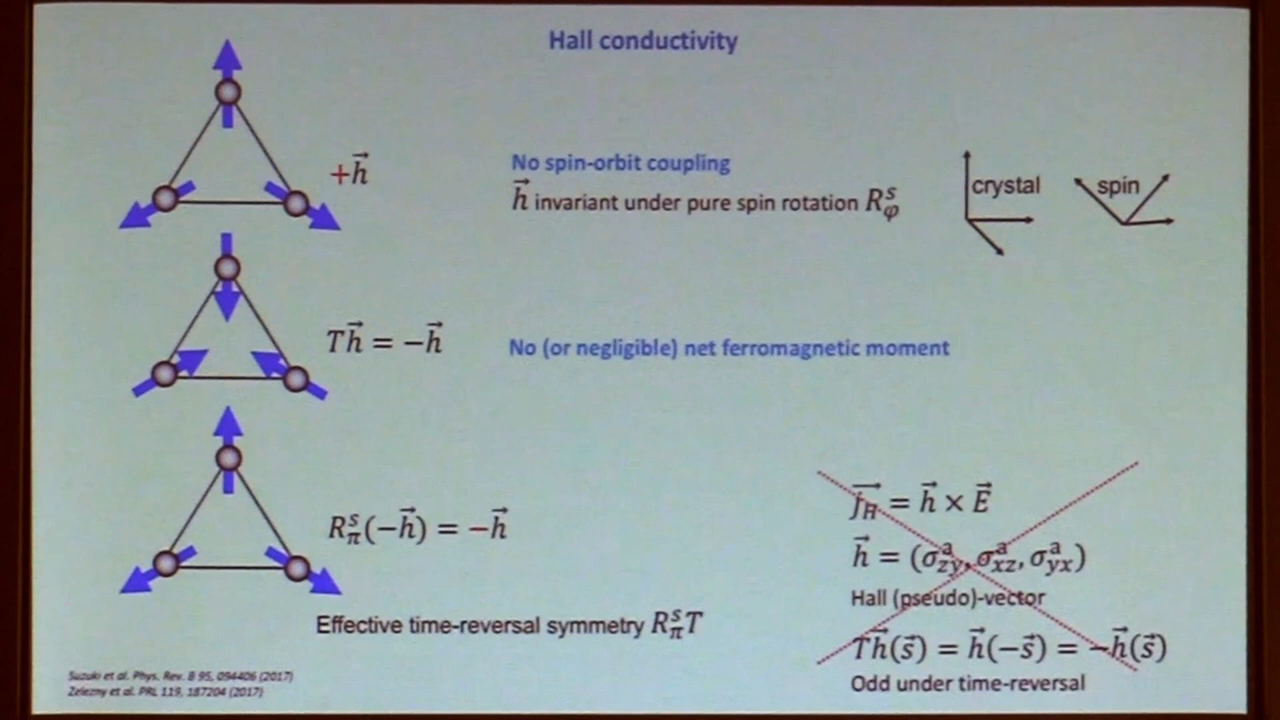 Hall conductivity
+h⃗
No spin-orbit coupling
h⃗ invariant under pure spin rotation R^s_φ
crystal
spin
Th⃗ = −h⃗
No (or negligible) net ferromagnetic moment
R^s_π(−h⃗) = −h⃗
Effective time-reversal symmetry R^s_π T
j_H⃗ = h⃗ × E⃗
h⃗ = (σ^a_zy, σ^a_xz, σ^a_yx)
Hall (pseudo)-vector
Th⃗(s⃗) = h⃗(−s⃗) = −h⃗(s⃗)
Odd under time-reversal
Suzuki et al. Phys. Rev. B 95, 094406 (2017)
Zelezny et al. PRL 119, 187204 (2017)